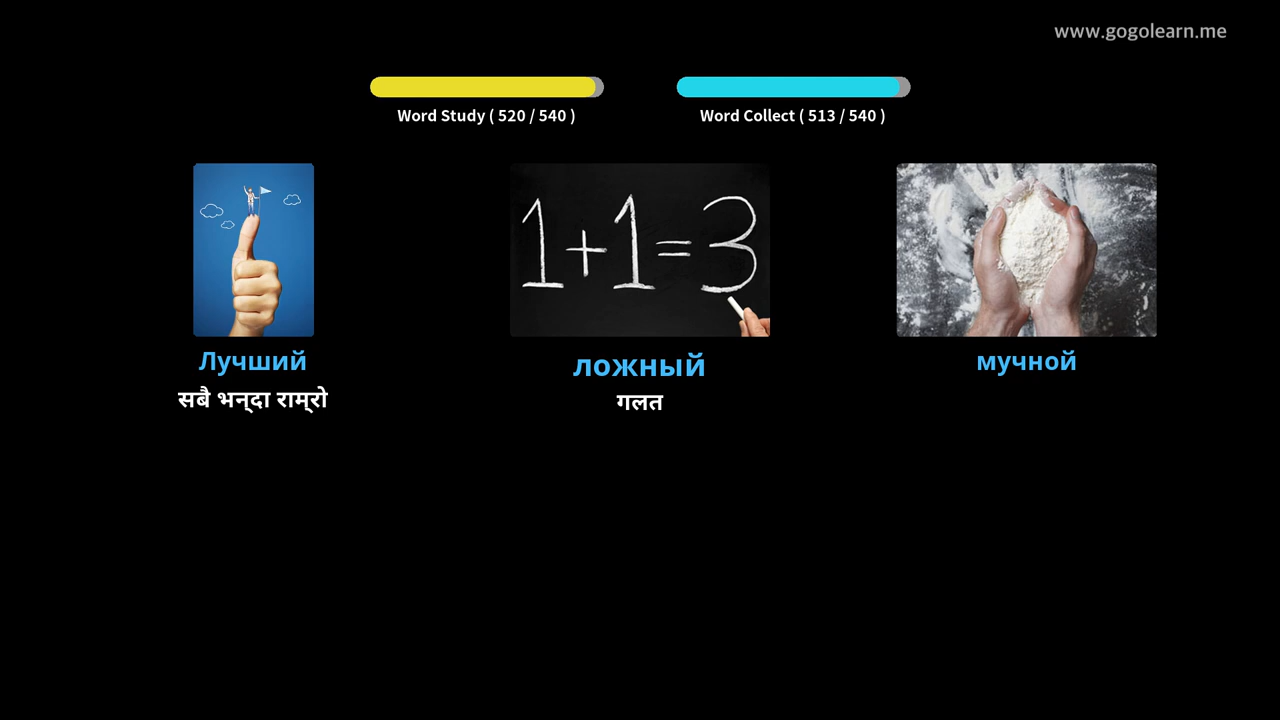 www.gogolearn.me
Word Study ( 520 / 540 )
Word Collect ( 513 / 540 )
1+1=3
Лучший
ложный
мучной
सबै भन्दा राम्रो
गलत